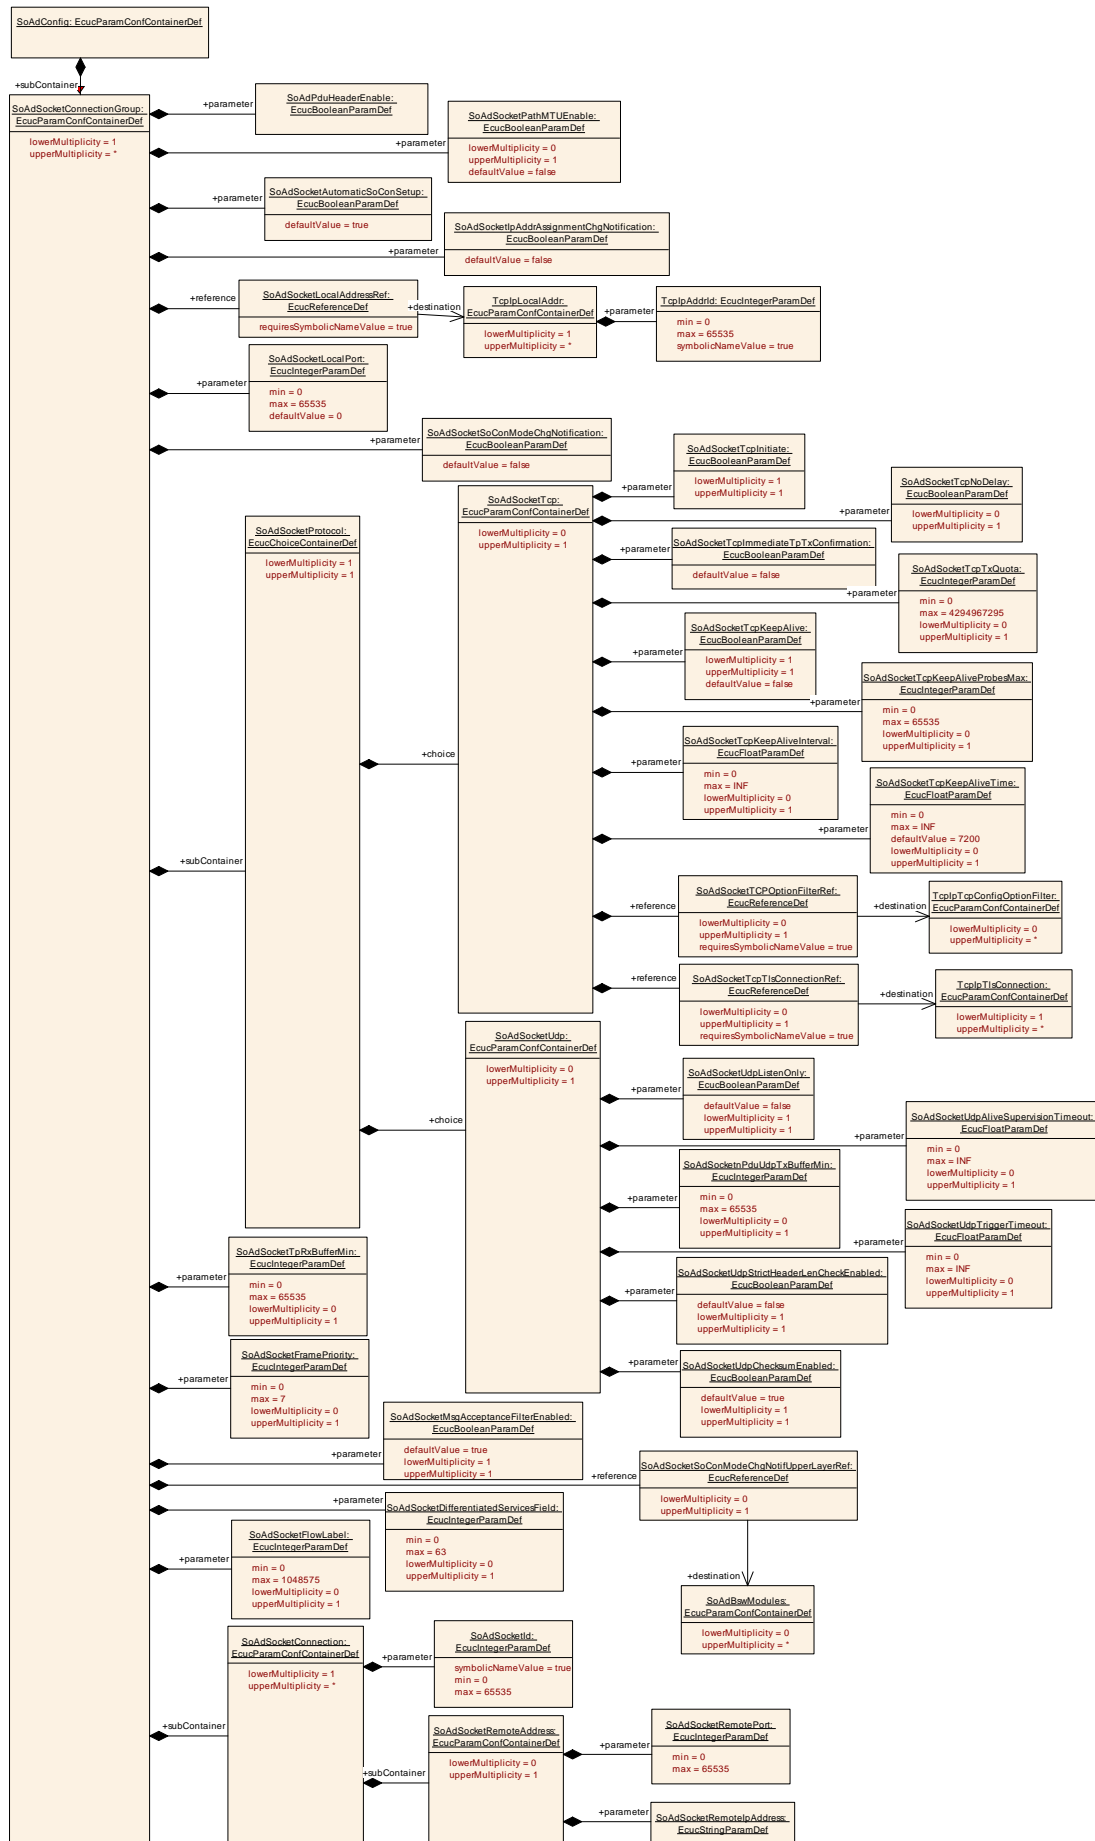 SoAdConfig: EcucParamConfContainerDef
+subContainer
SoAdSocketConnectionGroup:
EcucParamConfContainerDef
lowerMultiplicity = 1
upperMultiplicity = *
+parameter
SoAdPduHeaderEnable:
EcucBooleanParamDef
+parameter
SoAdSocketPathMTUEnable:
EcucBooleanParamDef
lowerMultiplicity = 0
upperMultiplicity = 1
defaultValue = false
+parameter
SoAdSocketAutomaticSoConSetup:
EcucBooleanParamDef
defaultValue = true
+parameter
SoAdSocketIpAddrAssignmentChgNotification:
EcucBooleanParamDef
defaultValue = false
+reference
SoAdSocketLocalAddressRef:
EcucReferenceDef
requiresSymbolicNameValue = true
+destination
TcpIpLocalAddr:
EcucParamConfContainerDef
lowerMultiplicity = 1
upperMultiplicity = *
+parameter
TcpIpAddrId: EcucIntegerParamDef
min = 0
max = 65535
symbolicNameValue = true
+parameter
SoAdSocketLocalPort:
EcucIntegerParamDef
min = 0
max = 65535
defaultValue = 0
+parameter
SoAdSocketSoConModeChgNotification:
EcucBooleanParamDef
defaultValue = false
+subContainer
SoAdSocketProtocol:
EcucChoiceContainerDef
lowerMultiplicity = 1
upperMultiplicity = 1
+choice
SoAdSocketTcp:
EcucParamConfContainerDef
lowerMultiplicity = 0
upperMultiplicity = 1
+parameter
SoAdSocketTcpInitiate:
EcucBooleanParamDef
lowerMultiplicity = 1
upperMultiplicity = 1
+parameter
SoAdSocketTcpNoDelay:
EcucBooleanParamDef
lowerMultiplicity = 0
upperMultiplicity = 1
+parameter
SoAdSocketTcpImmediateTpTxConfirmation:
EcucBooleanParamDef
defaultValue = false
+parameter
SoAdSocketTcpTxQuota:
EcucIntegerParamDef
min = 0
max = 4294967295
lowerMultiplicity = 0
upperMultiplicity = 1
+parameter
SoAdSocketTcpKeepAlive:
EcucBooleanParamDef
lowerMultiplicity = 1
upperMultiplicity = 1
defaultValue = false
+parameter
SoAdSocketTcpKeepAliveProbesMax:
EcucIntegerParamDef
min = 0
max = 65535
lowerMultiplicity = 0
upperMultiplicity = 1
+parameter
SoAdSocketTcpKeepAliveInterval:
EcucFloatParamDef
min = 0
max = INF
lowerMultiplicity = 0
upperMultiplicity = 1
+parameter
SoAdSocketTcpKeepAliveTime:
EcucFloatParamDef
min = 0
max = INF
defaultValue = 7200
lowerMultiplicity = 0
upperMultiplicity = 1
+reference
SoAdSocketTCPOptionFilterRef:
EcucReferenceDef
lowerMultiplicity = 0
upperMultiplicity = 1
requiresSymbolicNameValue = true
+destination
TcpIpTcpConfigOptionFilter:
EcucParamConfContainerDef
lowerMultiplicity = 0
upperMultiplicity = *
+reference
SoAdSocketTcpTlsConnectionRef:
EcucReferenceDef
lowerMultiplicity = 0
upperMultiplicity = 1
requiresSymbolicNameValue = true
+destination
TcpIpTlsConnection:
EcucParamConfContainerDef
lowerMultiplicity = 1
upperMultiplicity = *
+choice
SoAdSocketUdp:
EcucParamConfContainerDef
lowerMultiplicity = 0
upperMultiplicity = 1
+parameter
SoAdSocketUdpListenOnly:
EcucBooleanParamDef
defaultValue = false
lowerMultiplicity = 1
upperMultiplicity = 1
+parameter
SoAdSocketUdpAliveSupervisionTimeout:
EcucFloatParamDef
min = 0
max = INF
lowerMultiplicity = 0
upperMultiplicity = 1
+parameter
SoAdSocketnPduUdpTxBufferMin:
EcucIntegerParamDef
min = 0
max = 65535
lowerMultiplicity = 0
upperMultiplicity = 1
+parameter
SoAdSocketUdpTriggerTimeout:
EcucFloatParamDef
min = 0
max = INF
lowerMultiplicity = 0
upperMultiplicity = 1
+parameter
SoAdSocketUdpStrictHeaderLenCheckEnabled:
EcucBooleanParamDef
defaultValue = false
lowerMultiplicity = 1
upperMultiplicity = 1
+parameter
SoAdSocketUdpChecksumEnabled:
EcucBooleanParamDef
defaultValue = true
lowerMultiplicity = 1
upperMultiplicity = 1
+parameter
SoAdSocketTpRxBufferMin:
EcucIntegerParamDef
min = 0
max = 65535
lowerMultiplicity = 0
upperMultiplicity = 1
+parameter
SoAdSocketFramePriority:
EcucIntegerParamDef
min = 0
max = 7
lowerMultiplicity = 0
upperMultiplicity = 1
+parameter
SoAdSocketMsgAcceptanceFilterEnabled:
EcucBooleanParamDef
defaultValue = true
lowerMultiplicity = 1
upperMultiplicity = 1
+reference
SoAdSocketSoConModeChgNotifUpperLayerRef:
EcucReferenceDef
lowerMultiplicity = 0
upperMultiplicity = 1
+destination
SoAdBswModules:
EcucParamConfContainerDef
lowerMultiplicity = 0
upperMultiplicity = *
+parameter
SoAdSocketDifferentiatedServicesField:
EcucIntegerParamDef
min = 0
max = 63
lowerMultiplicity = 0
upperMultiplicity = 1
+parameter
SoAdSocketFlowLabel:
EcucIntegerParamDef
min = 0
max = 1048575
lowerMultiplicity = 0
upperMultiplicity = 1
+subContainer
SoAdSocketConnection:
EcucParamConfContainerDef
lowerMultiplicity = 1
upperMultiplicity = *
+parameter
SoAdSocketId:
EcucIntegerParamDef
symbolicNameValue = true
min = 0
max = 65535
+subContainer
SoAdSocketRemoteAddress:
EcucParamConfContainerDef
lowerMultiplicity = 0
upperMultiplicity = 1
+parameter
SoAdSocketRemotePort:
EcucIntegerParamDef
min = 0
max = 65535
+parameter
SoAdSocketRemoteIpAddress:
EcucStringParamDef